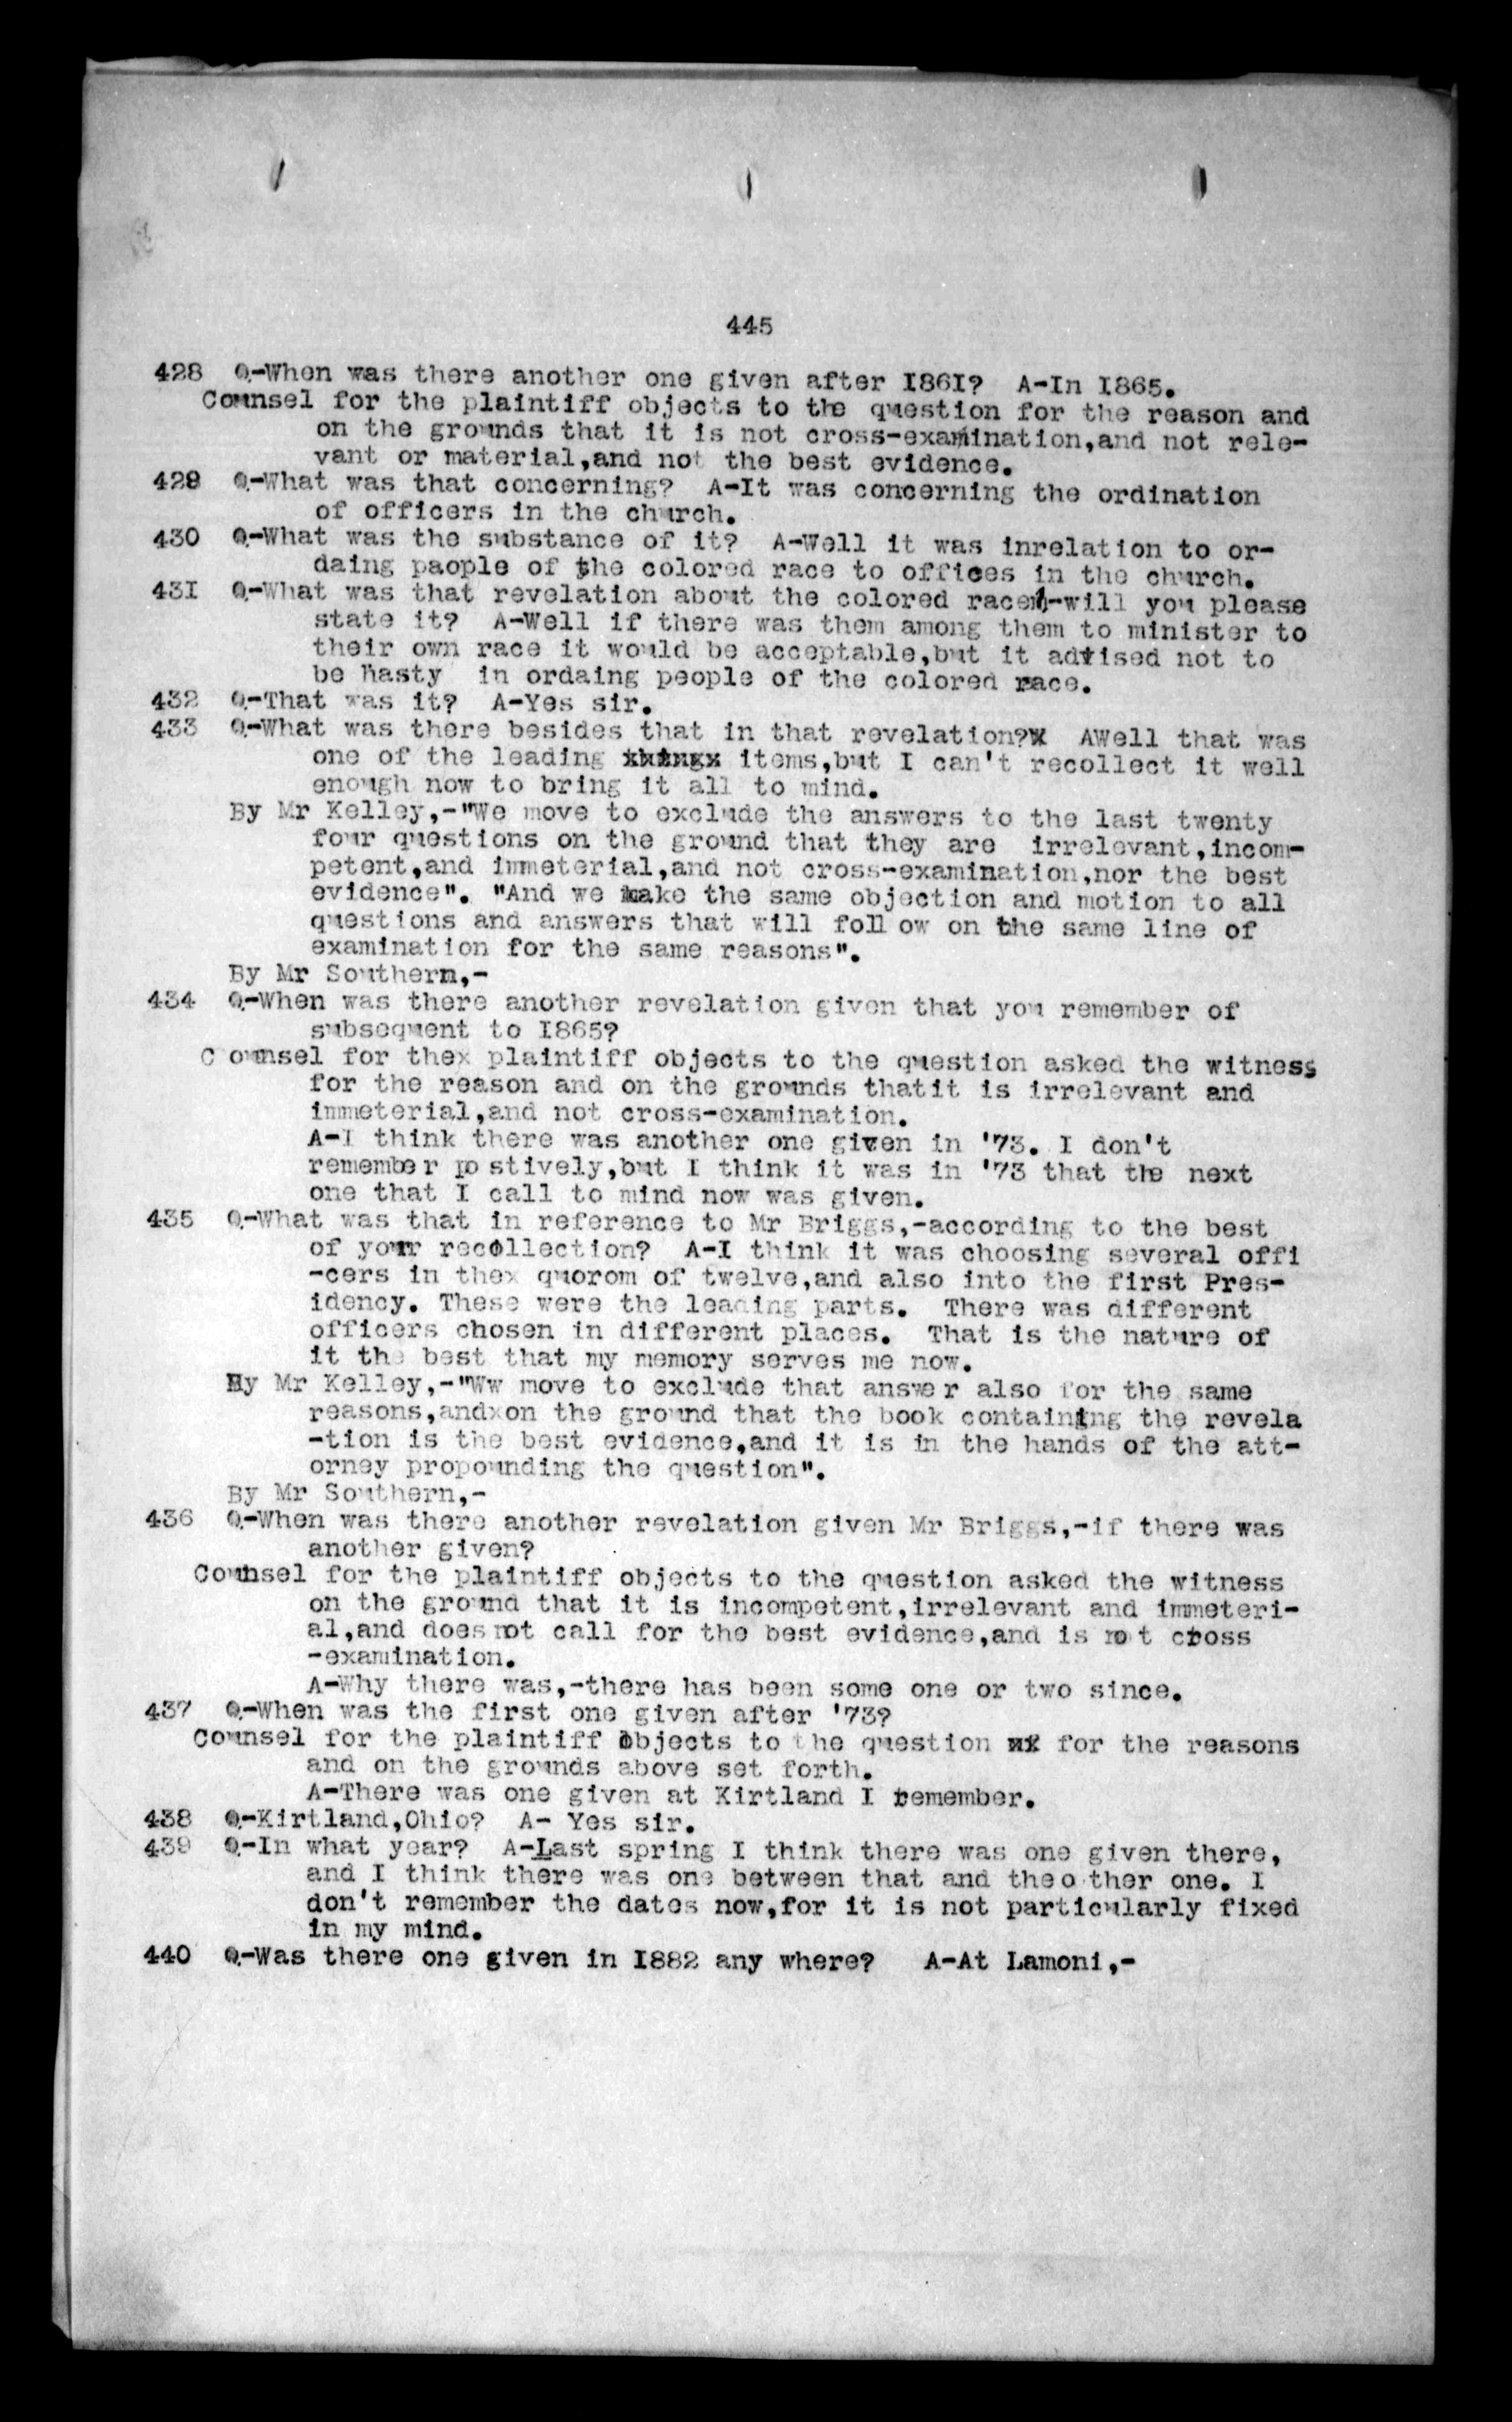 445
428 Q-When was there another one given after I86I? A-In I865.
Counsel for the plaintiff objects to the question for the reason and
on the grounds that it is not cross-examination,and not rele-
vant or material,and not the best evidence.
429 Q-What was that concerning? A-It was concerning the ordination
of officers in the church.
430 Q-What was the substance of it? A-Well it was inrelation to or-
daing paople of the colored race to offices in the church.
43I Q-What was that revelation about the colored race,-will you please
state it? A-Well if there was them among them to minister to
their own race it would be acceptable,but it advised not to
be hasty in ordaing people of the colored race.
432 Q-That was it? A-Yes sir.
433 Q-What was there besides that in that revelation?x AWell that was
one of the leading xhingx items,but I can't recollect it well
enough now to bring it all to mind.
By Mr Kelley,-"We move to exclude the answers to the last twenty
four questions on the ground that they are irrelevant,incom-
petent,and immeterial,and not cross-examination,nor the best
evidence". "And we make the same objection and motion to all
questions and answers that will foll ow on the same line of
examination for the same reasons".
By Mr Southern,-
434 Q-When was there another revelation given that you remember of
subsequent to I865?
C ounsel for thex plaintiff objects to the question asked the witness
for the reason and on the grounds thatit is irrelevant and
immeterial,and not cross-examination.
A-I think there was another one given in '73. I don't
remember po stively,but I think it was in '73 that the next
one that I call to mind now was given.
435 Q-What was that in reference to Mr Briggs,-according to the best
of your recollection? A-I think it was choosing several offi
-cers in thex quorom of twelve,and also into the first Pres-
idency. These were the leading parts. There was different
officers chosen in different places. That is the nature of
it the best that my memory serves me now.
By Mr Kelley,-"Ww move to exclude that answe r also for the same
reasons,andxon the ground that the book containing the revela
-tion is the best evidence,and it is in the hands of the att-
orney propounding the question".
By Mr Southern,-
436 Q-When was there another revelation given Mr Briggs,-if there was
another given?
Counsel for the plaintiff objects to the question asked the witness
on the ground that it is incompetent,irrelevant and immeteri-
al,and does not call for the best evidence,and is no t cross
-examination.
A-Why there was,-there has been some one or two since.
437 Q-When was the first one given after '73?
Counsel for the plaintiff objects to the question xx for the reasons
and on the grounds above set forth.
A-There was one given at Kirtland I remember.
438 Q-Kirtland,Ohio? A- Yes sir.
439 Q-In what year? A-Last spring I think there was one given there,
and I think there was one between that and theo ther one. I
don't remember the dates now,for it is not particularly fixed
in my mind.
440 Q-Was there one given in I882 any where? A-At Lamoni,-